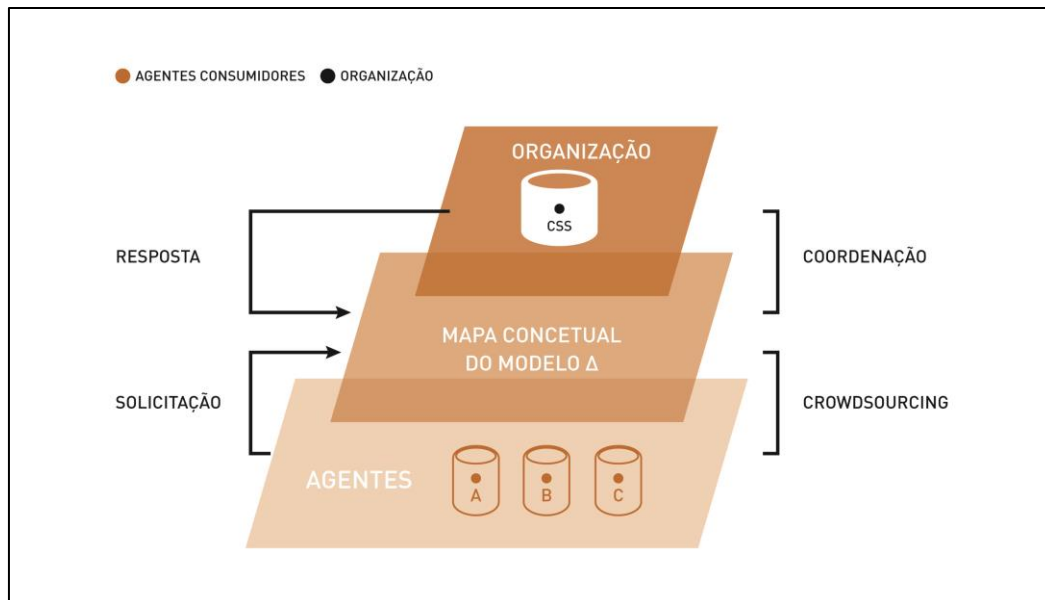 AGENTES CONSUMIDORES ORGANIZAÇÃO
ORGANIZAÇÃO
CSS
RESPOSTA
COORDENAÇÃO
MAPA CONCETUAL
DO MODELO Δ
SOLICITAÇÃO
CROWDSOURCING
AGENTES
A B C